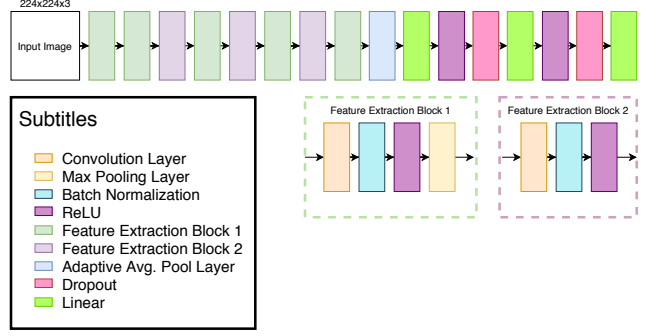 224x224x3
Input Image
Subtitles
Convolution Layer
Max Pooling Layer
Batch Normalization
ReLU
Feature Extraction Block 1
Feature Extraction Block 2
Adaptive Avg. Pool Layer
Dropout
Linear
Feature Extraction Block 1
Feature Extraction Block 2